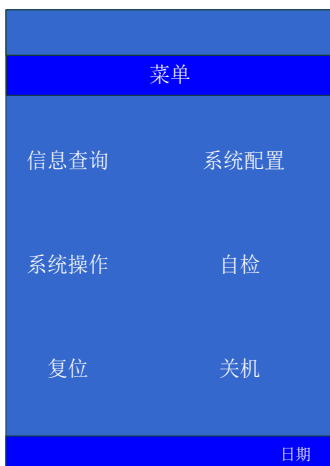 菜单
信息查询 系统配置
系统操作 自检
复位 关机
日期